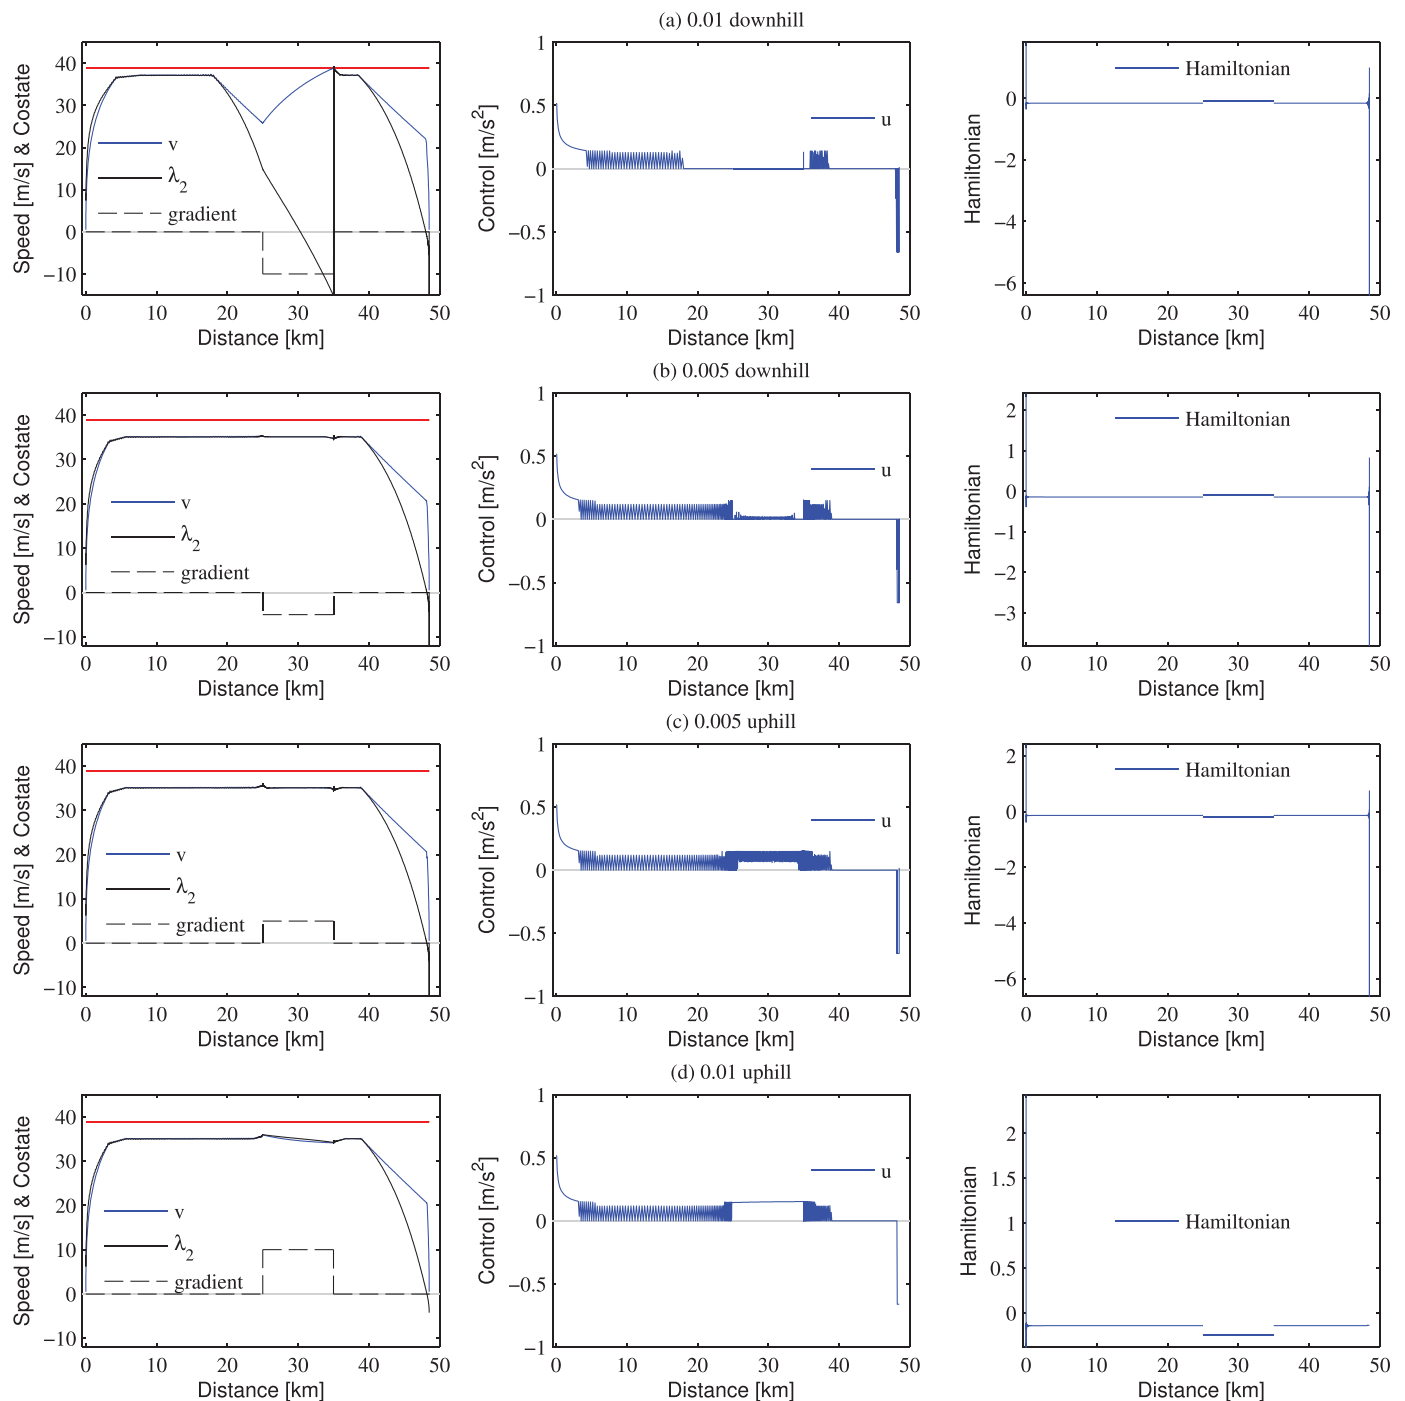 (a) 0.01 downhill
Speed [m/s] & Costate
40
30
20
10
0
−10
v
λ2
gradient
0 10 20 30 40 50
Distance [km]
Control [m/s2]
1
0.5
0
−0.5
−1
u
0 10 20 30 40 50
Distance [km]
Hamiltonian
0
−2
−4
−6
Hamiltonian
0 10 20 30 40 50
Distance [km]
(b) 0.005 downhill
Speed [m/s] & Costate
40
30
20
10
0
−10
v
λ2
gradient
0 10 20 30 40 50
Distance [km]
Control [m/s2]
1
0.5
0
−0.5
−1
u
0 10 20 30 40 50
Distance [km]
Hamiltonian
2
1
0
−1
−2
−3
Hamiltonian
0 10 20 30 40 50
Distance [km]
(c) 0.005 uphill
Speed [m/s] & Costate
40
30
20
10
0
−10
v
λ2
gradient
0 10 20 30 40 50
Distance [km]
Control [m/s2]
1
0.5
0
−0.5
−1
u
0 10 20 30 40 50
Distance [km]
Hamiltonian
2
0
−2
−4
−6
Hamiltonian
0 10 20 30 40 50
Distance [km]
(d) 0.01 uphill
Speed [m/s] & Costate
40
30
20
10
0
−10
v
λ2
gradient
0 10 20 30 40 50
Distance [km]
Control [m/s2]
1
0.5
0
−0.5
−1
u
0 10 20 30 40 50
Distance [km]
Hamiltonian
2
1.5
1
0.5
0
Hamiltonian
0 10 20 30 40 50
Distance [km]